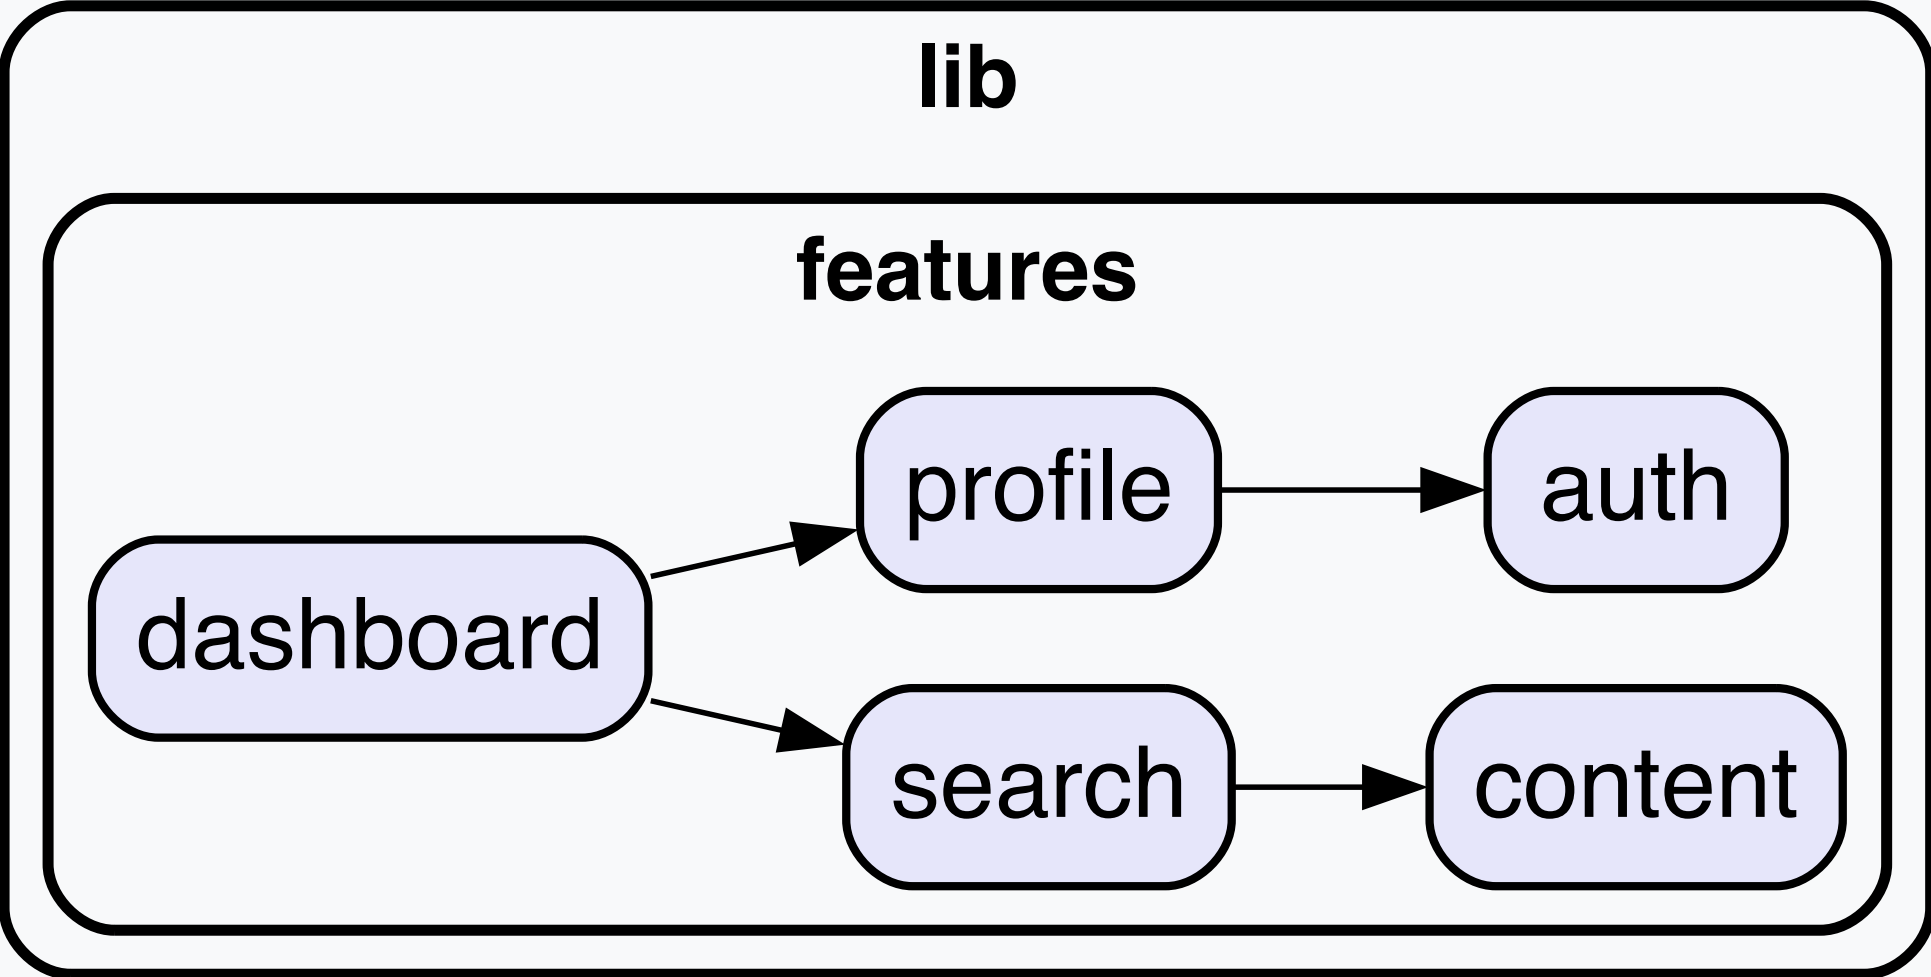 lib
features
profile
auth
dashboard
search
content